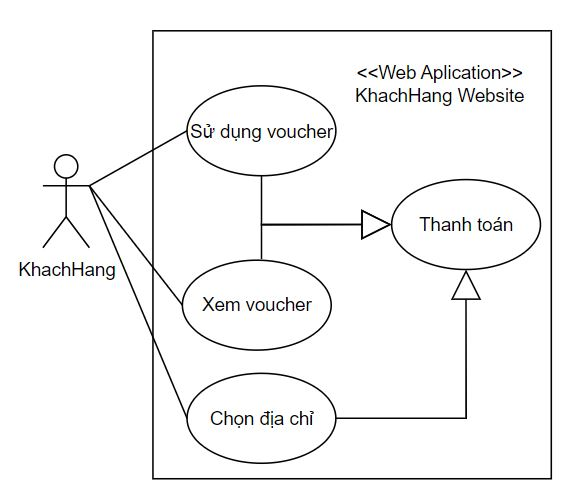 <<Web Aplication>>
KhachHang Website
Sử dụng voucher
Thanh toán
KhachHang
Xem voucher
Chọn địa chỉ